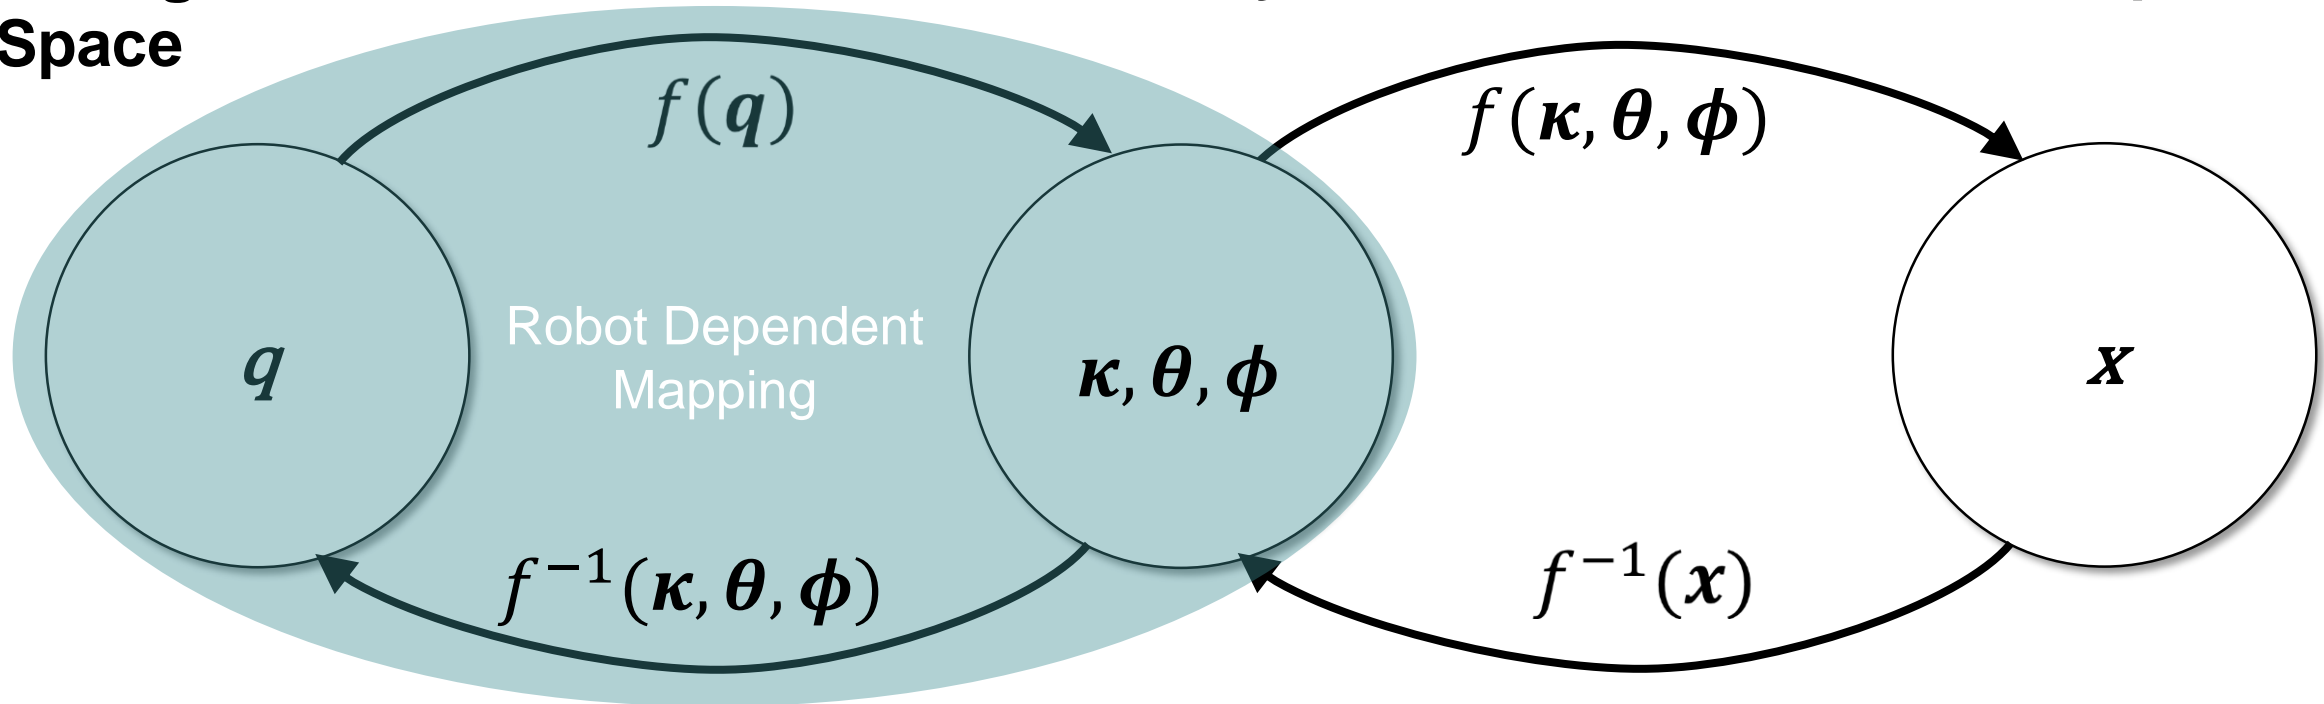 Space
f(q)
f(κ, θ, ϕ)
Robot Dependent
Mapping
q
κ, θ, ϕ
x
f⁻¹(κ, θ, ϕ)
f⁻¹(x)